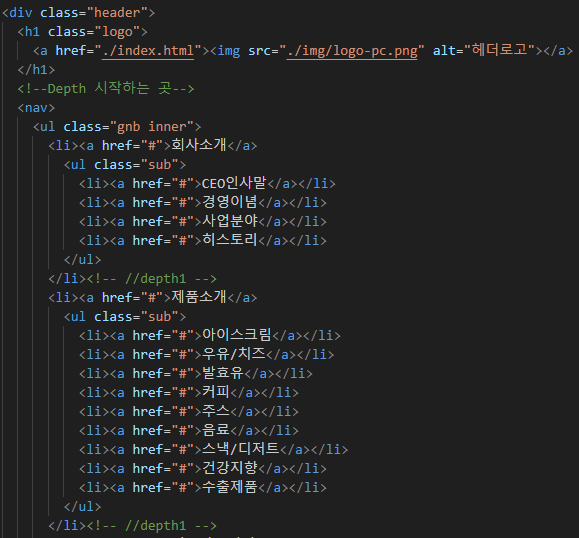 <div class="header">
<h1 class="logo">
<a href="./index.html"><img src="./img/logo-pc.png" alt="헤더로고"></a>
</h1>
<!--Depth 시작하는 곳-->
<nav>
<ul class="gnb inner">
<li><a href="#">회사소개</a>
<ul class="sub">
<li><a href="#">CEO인사말</a></li>
<li><a href="#">경영이념</a></li>
<li><a href="#">사업분야</a></li>
<li><a href="#">히스토리</a></li>
</ul>
</li><!-- //depth1 -->
<li><a href="#">제품소개</a>
<ul class="sub">
<li><a href="#">아이스크림</a></li>
<li><a href="#">우유/치즈</a></li>
<li><a href="#">발효유</a></li>
<li><a href="#">커피</a></li>
<li><a href="#">주스</a></li>
<li><a href="#">음료</a></li>
<li><a href="#">스낵/디저트</a></li>
<li><a href="#">건강지향</a></li>
<li><a href="#">수출제품</a></li>
</ul>
</li><!-- //depth1 -->